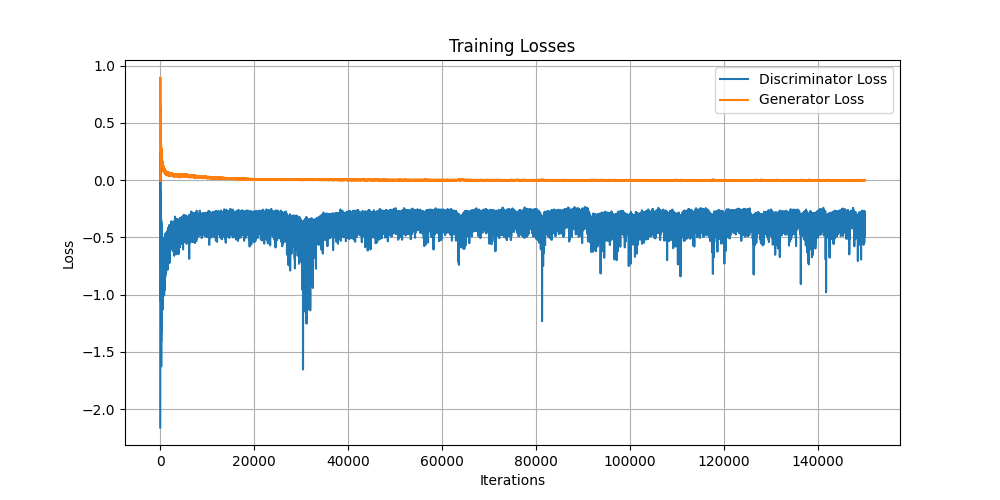 Training Losses
Discriminator Loss
Generator Loss
1.0
0.5
0.0
−0.5
−1.0
−1.5
−2.0
Loss
0 20000 40000 60000 80000 100000 120000 140000
Iterations